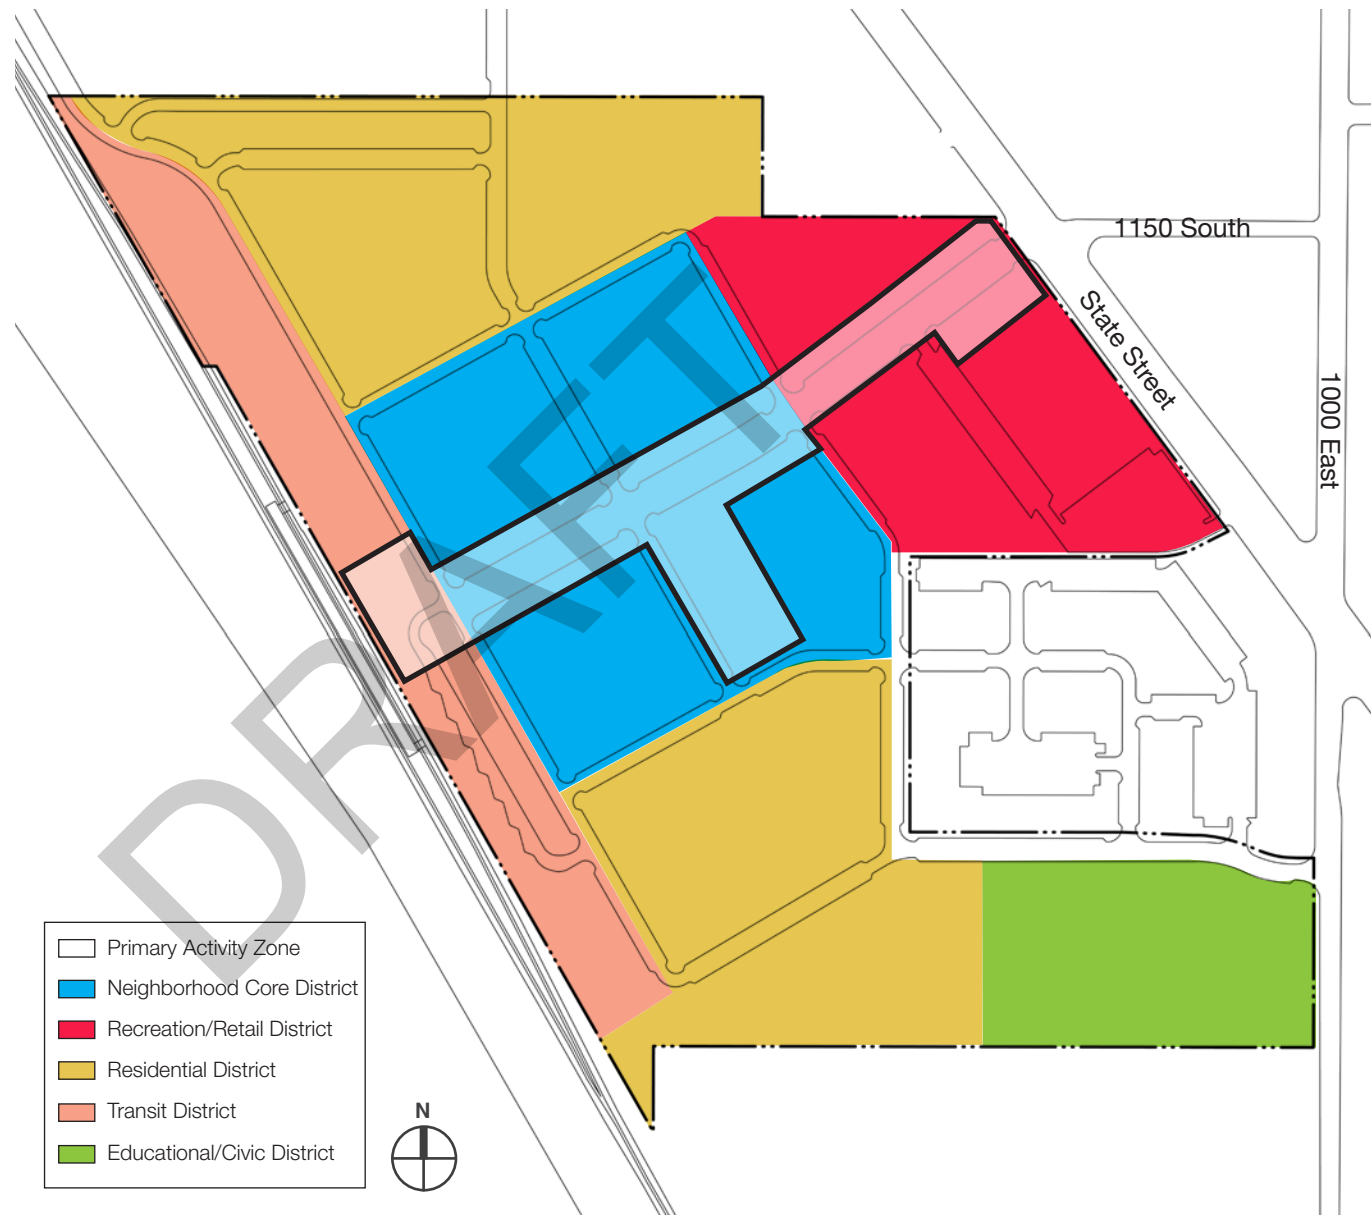 1150 South
State Street
1000 East
DRAFT
Primary Activity Zone
Neighborhood Core District
Recreation/Retail District
Residential District
Transit District
Educational/Civic District
N